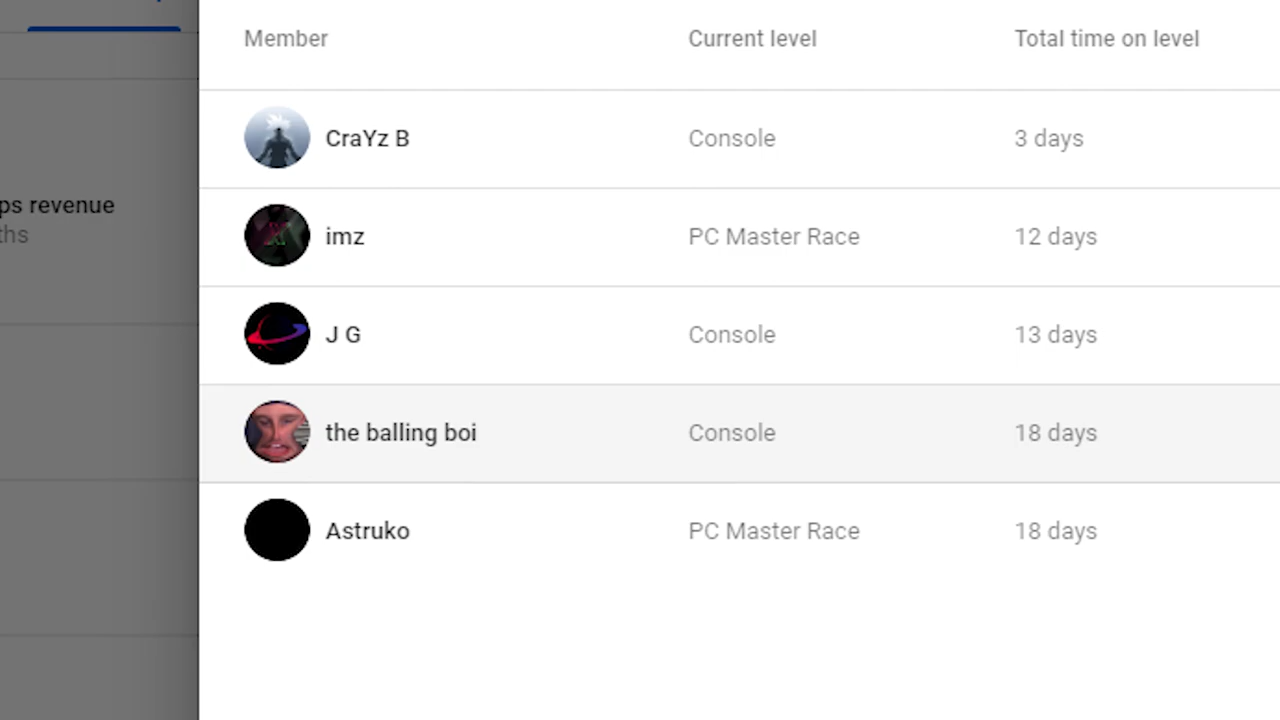 Member Current level Total time on level
CraYz B Console 3 days
ps revenue
imz PC Master Race 12 days
ths
J G Console 13 days
the balling boi Console 18 days
Astruko PC Master Race 18 days